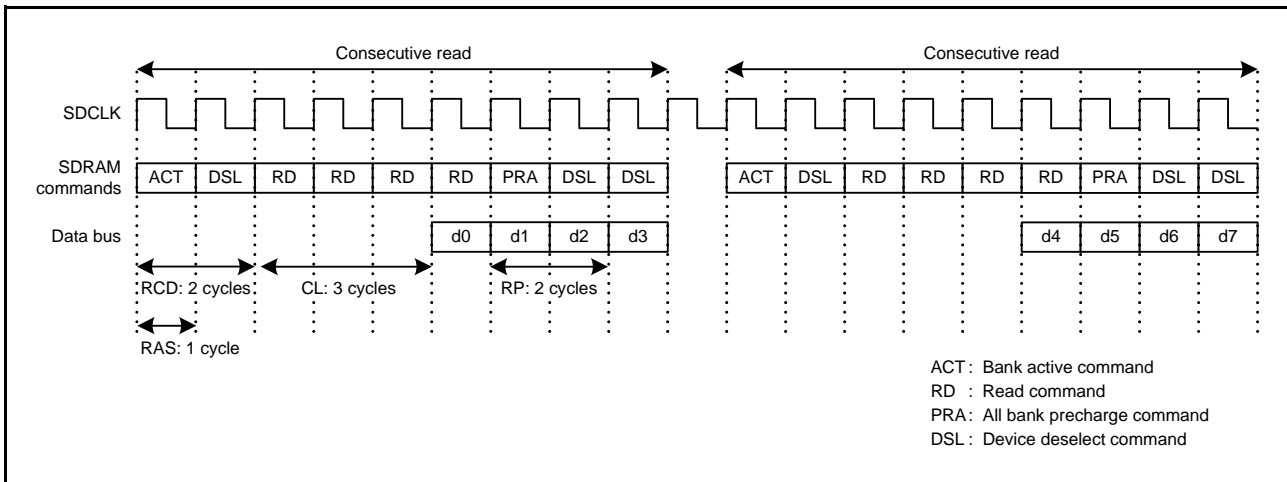 Consecutive read Consecutive read
SDCLK
SDRAM
commands
ACT DSL RD RD RD RD PRA DSL DSL ACT DSL RD RD RD RD PRA DSL DSL
Data bus d0 d1 d2 d3 d4 d5 d6 d7
RCD: 2 cycles CL: 3 cycles RP: 2 cycles
RAS: 1 cycle
ACT : Bank active command
RD : Read command
PRA : All bank precharge command
DSL : Device deselect command